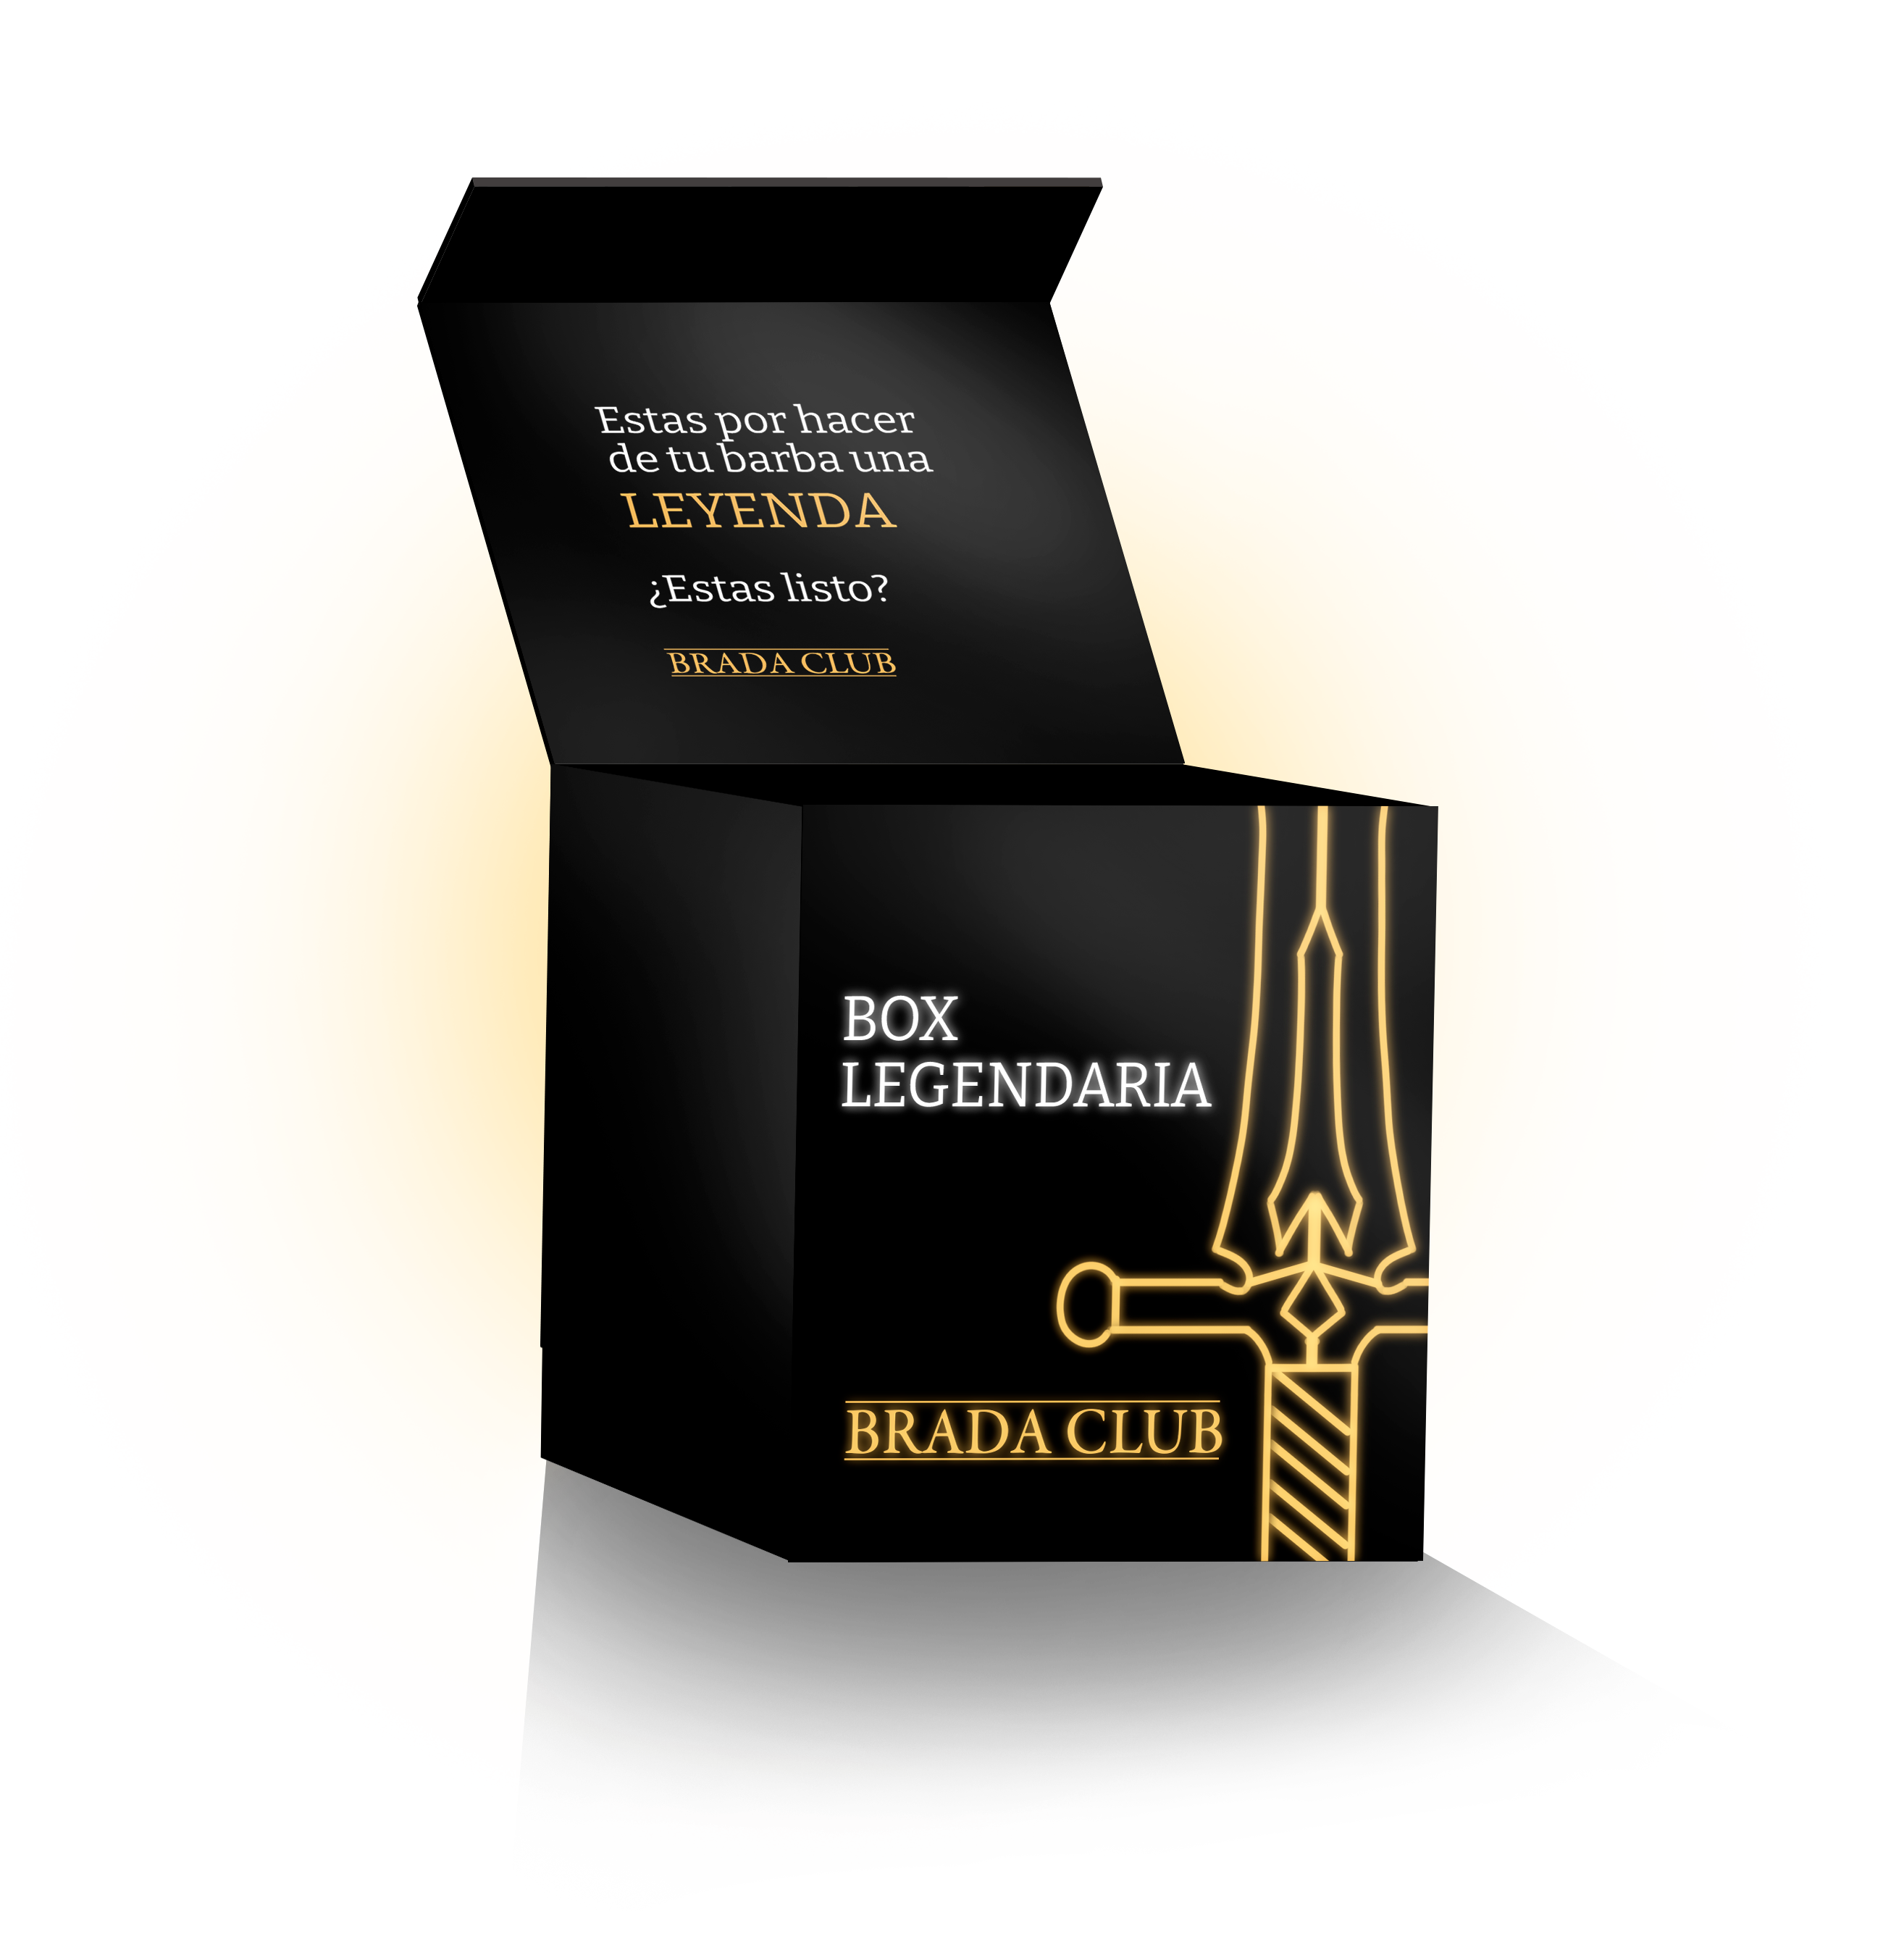 Estas por hacer
de tu barba una
LEYENDA
¿Estas listo?
BRADA CLUB
BOX
LEGENDARIA
BRADA CLUB